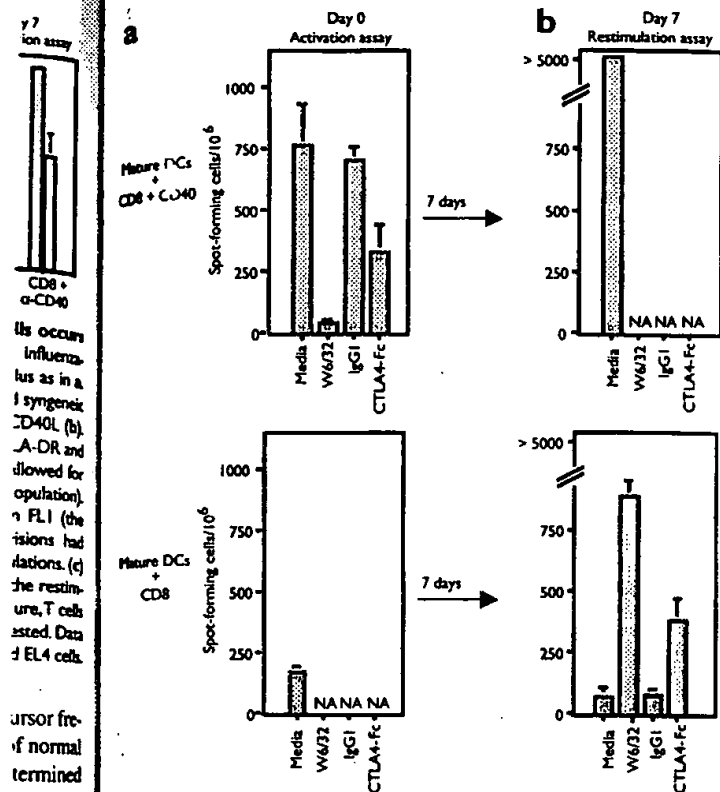 y 7
ion assay
CD8 +
α-CD40
lls occurs
influenza-
lus as in a
syngeneic
CD40L (b).
LA-DR and
allowed for
opulation).
n FL1 (the
isions had
lations. (c)
the restim-
ure, T cells
ested. Data
d EL4 cells.
ursor fre-
of normal
termined
a
Day 0
Activation assay
Mature DCs
+
CD8 + CD40
Spot-forming cells/10⁶
1000
750
500
250
0
Media
W6/32
IgG1
CTLA4-Fc
7 days
b
Day 7
Restimulation assay
> 5000
750
500
250
0
NA NA NA
Media
W6/32
IgG1
CTLA4-Fc
Mature DCs
+
CD8
Spot-forming cells/10⁶
1000
750
500
250
0
NA NA NA
Media
W6/32
IgG1
CTLA4-Fc
7 days
> 5000
750
500
250
0
Media
W6/32
IgG1
CTLA4-Fc